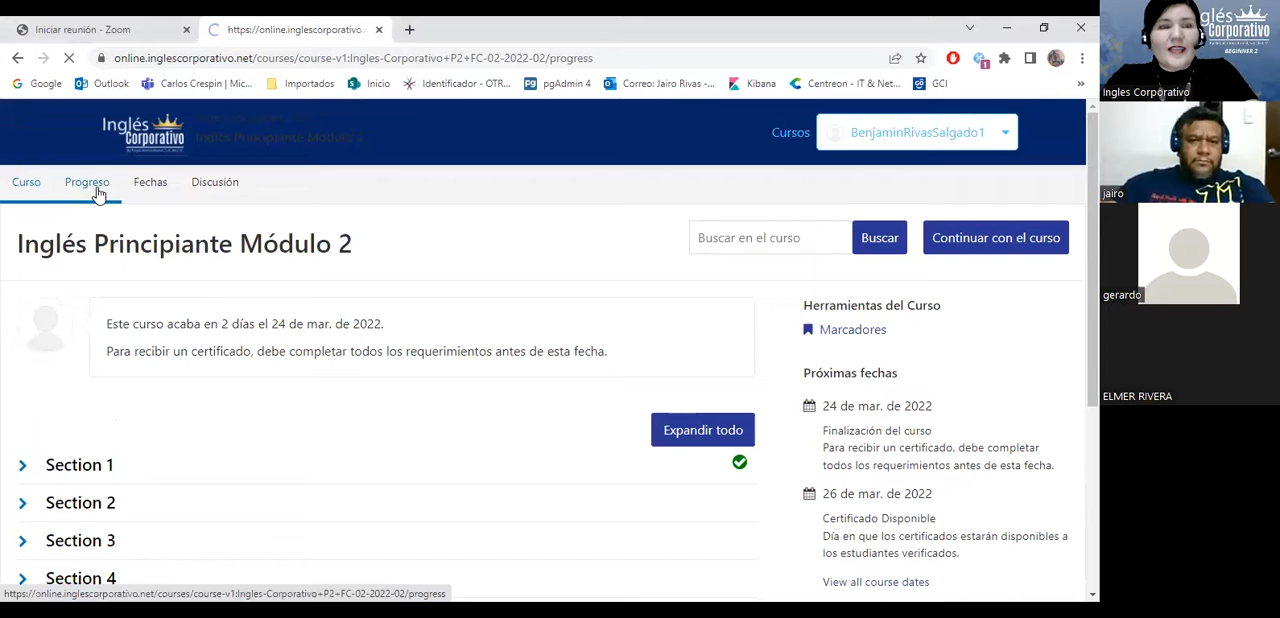 Iniciar reunión - Zoom
https://online.inglescorporativo.
online.inglescorporativo.net/courses/course-v1:Ingles-Corporativo+P2+FC-02-2022-02/progress
Google
Outlook
Carlos Crespin | Mic...
Importados
Inicio
Identificador - OTR...
pgAdmin 4
Correo: Jairo Rivas -...
Kibana
Centreon - IT & Net...
GCI
»
Inglés
Corporativo
Inglés Principiante Módulo 2
Cursos
BenjaminRivasSalgado1
Curso
Progreso
Fechas
Discusión
Inglés Principiante Módulo 2
Buscar en el curso
Buscar
Continuar con el curso
Este curso acaba en 2 días el 24 de mar. de 2022.
Para recibir un certificado, debe completar todos los requerimientos antes de esta fecha.
Expandir todo
Section 1
Section 2
Section 3
Section 4
Herramientas del Curso
Marcadores
Próximas fechas
24 de mar. de 2022
Finalización del curso
Para recibir un certificado, debe completar
todos los requerimientos antes de esta fecha.
26 de mar. de 2022
Certificado Disponible
Día en que los certificados estarán disponibles a
los estudiantes verificados.
View all course dates
https://online.inglescorporativo.net/courses/course-v1:Ingles-Corporativo+P2+FC-02-2022-02/progress
glés
Corporativo
BEGINNER 2
Ingles Corporativo
jairo
gerardo
ELMER RIVERA